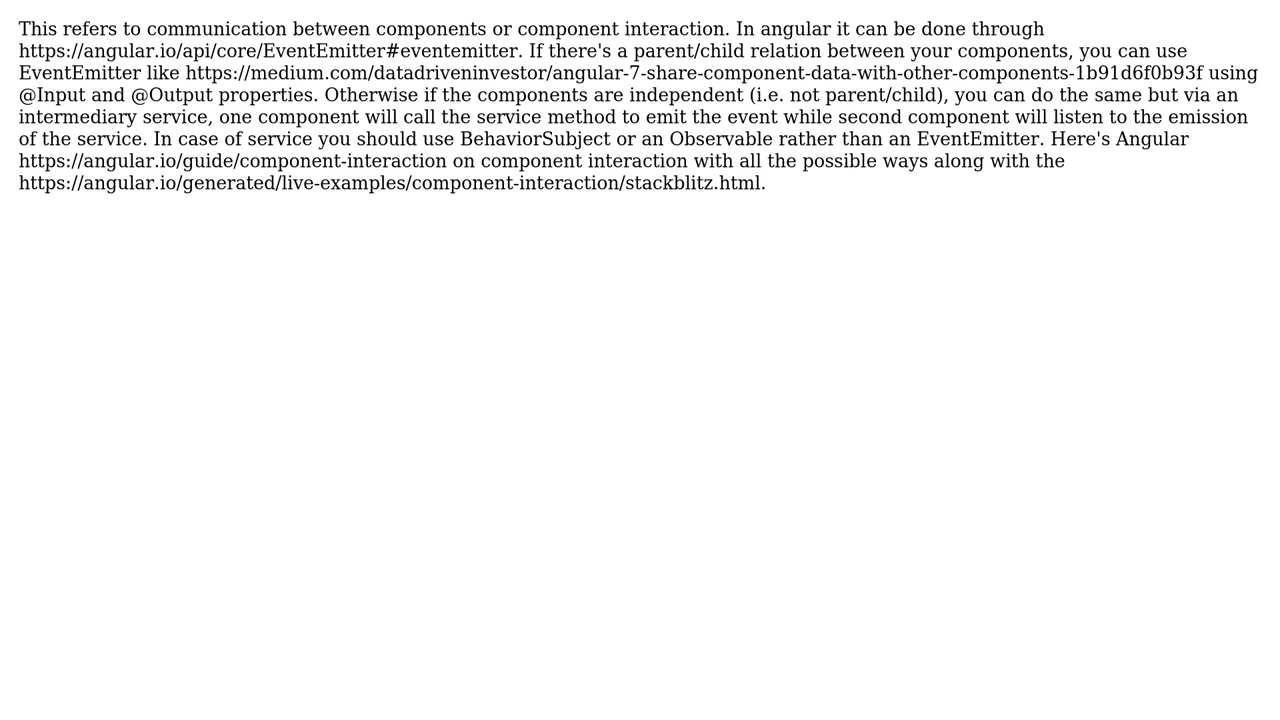 This refers to communication between components or component interaction. In angular it can be done through
https://angular.io/api/core/EventEmitter#eventemitter. If there's a parent/child relation between your components, you can use
EventEmitter like https://medium.com/datadriveninvestor/angular-7-share-component-data-with-other-components-1b91d6f0b93f using
@Input and @Output properties. Otherwise if the components are independent (i.e. not parent/child), you can do the same but via an
intermediary service, one component will call the service method to emit the event while second component will listen to the emission
of the service. In case of service you should use BehaviorSubject or an Observable rather than an EventEmitter. Here's Angular
https://angular.io/guide/component-interaction on component interaction with all the possible ways along with the
https://angular.io/generated/live-examples/component-interaction/stackblitz.html.